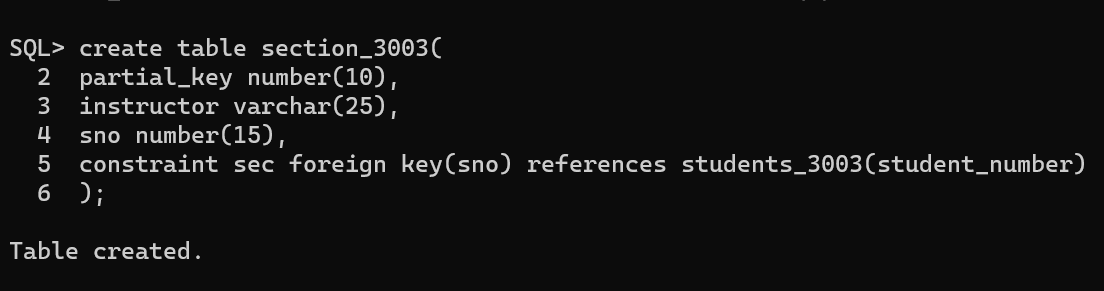 SQL> create table section_3003(
  2  partial_key number(10),
  3  instructor varchar(25),
  4  sno number(15),
  5  constraint sec foreign key(sno) references students_3003(student_number)
  6  );
Table created.